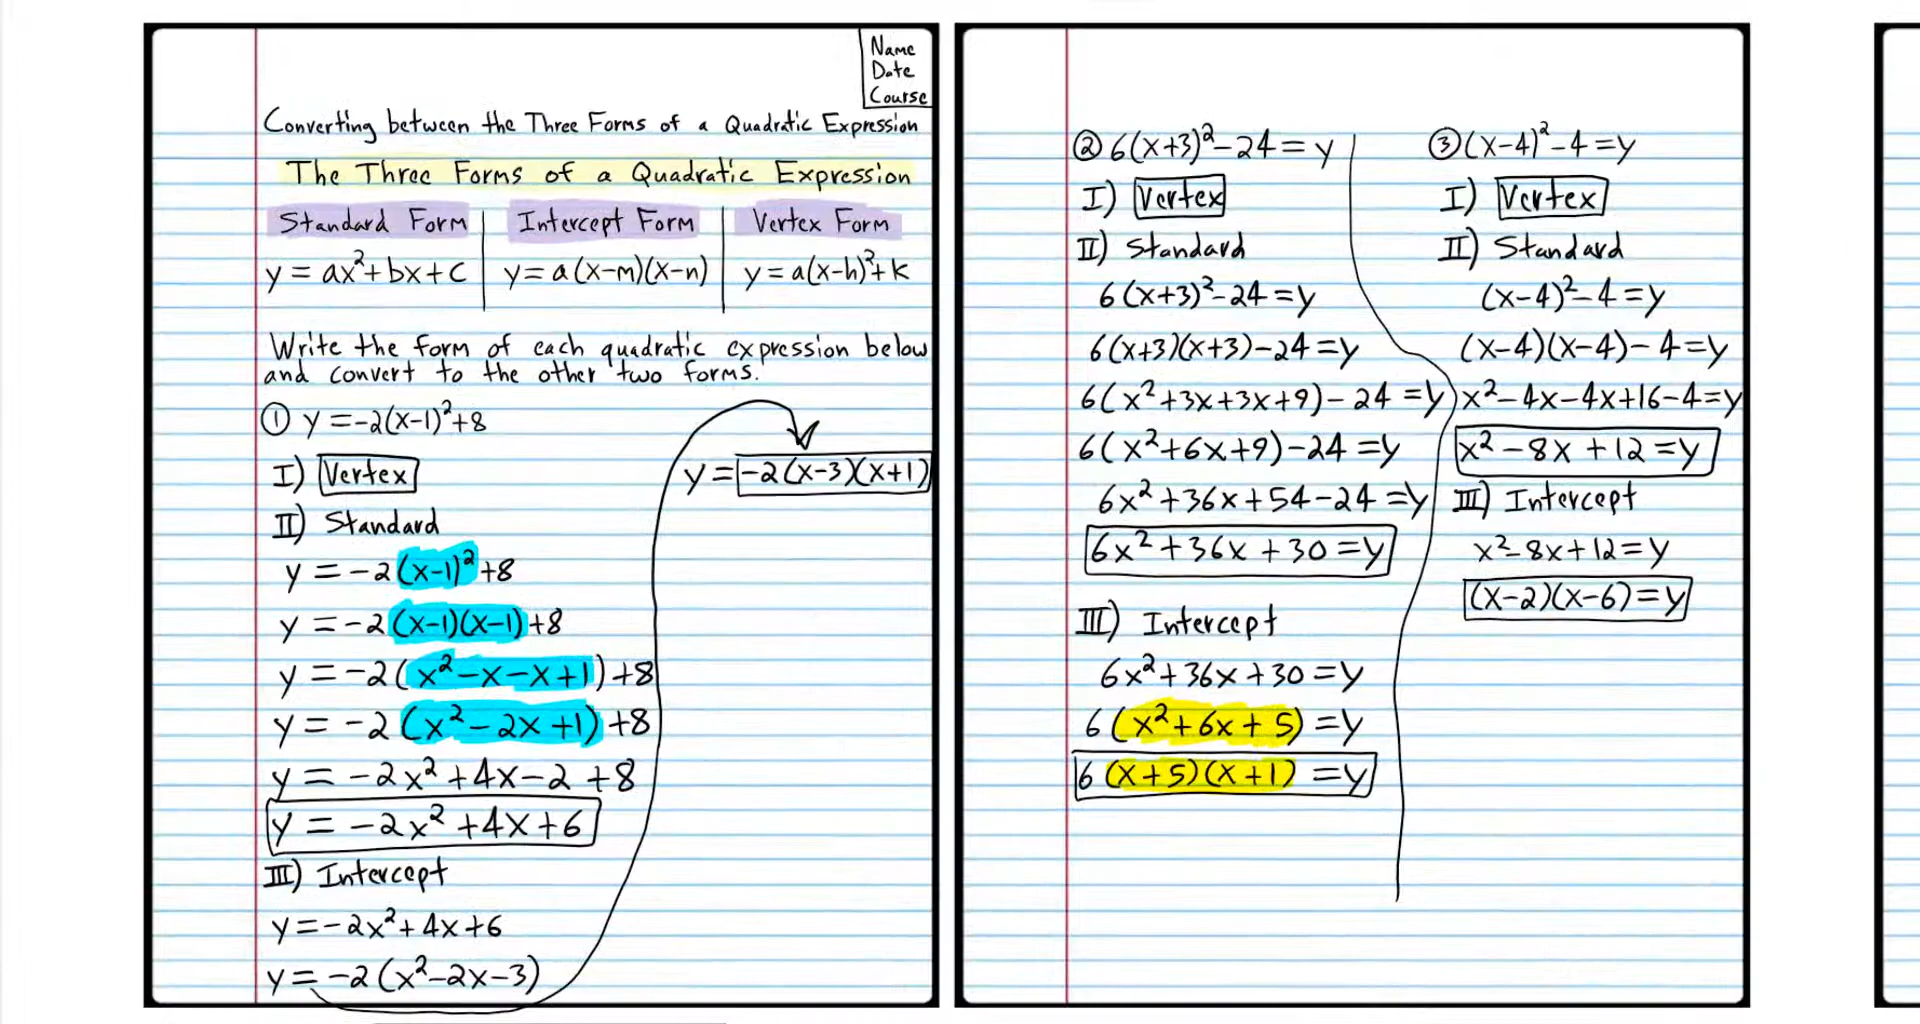 Name
Date
Course
Converting between the Three Forms of a Quadratic Expression
The Three Forms of a Quadratic Expression
Standard Form | Intercept Form | Vertex Form
y = ax²+bx+c | y = a(x-m)(x-n) | y = a(x-h)²+k
Write the form of each quadratic expression below
and convert to the other two forms.
① y = -2(x-1)²+8
I) Vertex
II) Standard
y = -2(x-1)²+8
y = -2(x-1)(x-1)+8
y = -2(x²-x-x+1)+8
y = -2(x²-2x+1)+8
y = -2x²+4x-2+8
y = -2x²+4x+6
III) Intercept
y = -2x²+4x+6
y = -2(x²-2x-3)
y = -2(x-3)(x+1)
② 6(x+3)²-24=y
I) Vertex
II) Standard
6(x+3)²-24=y
6(x+3)(x+3)-24=y
6(x²+3x+3x+9)-24=y
6(x²+6x+9)-24=y
6x²+36x+54-24=y
6x²+36x+30=y
III) Intercept
6x²+36x+30=y
6(x²+6x+5)=y
6(x+5)(x+1)=y
③ (x-4)²-4=y
I) Vertex
II) Standard
(x-4)²-4=y
(x-4)(x-4)-4=y
x²-4x-4x+16-4=y
x²-8x+12=y
III) Intercept
x²-8x+12=y
(x-2)(x-6)=y